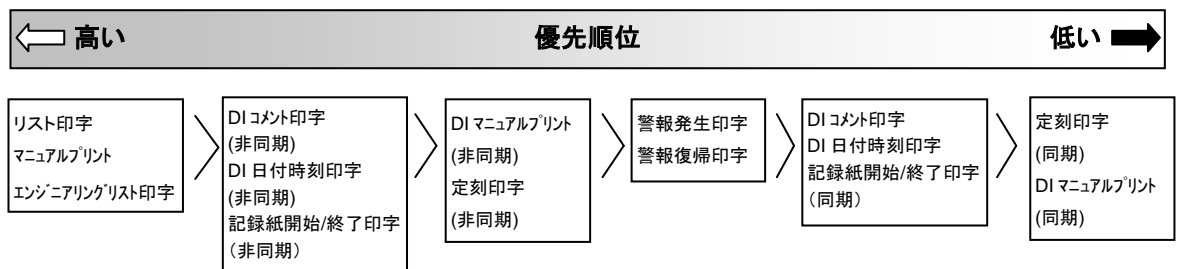 高い 優先順位 低い
リスト印字
マニュアルプリント
エンジニアリングリスト印字
DI コメント印字
(非同期)
DI 日付時刻印字
(非同期)
記録紙開始/終了印字
（非同期）
DI マニュアルプリント
(非同期)
定刻印字
(非同期)
警報発生印字
警報復帰印字
DI コメント印字
DI 日付時刻印字
記録紙開始/終了印字
（同期）
定刻印字
(同期)
DI マニュアルプリント
(同期)